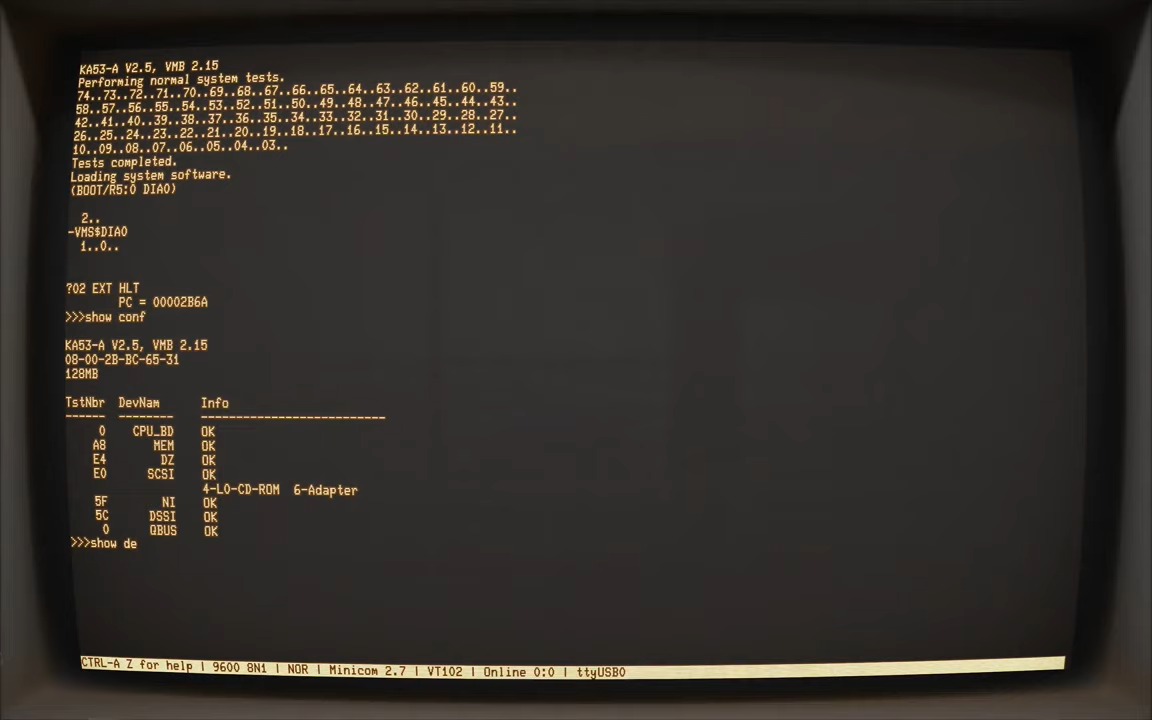 KA53-A V2.5, VMB 2.15
Performing normal system tests.
74..73..72..71..70..69..68..67..66..65..64..63..62..61..60..59..
58..57..56..55..54..53..52..51..50..49..48..47..46..45..44..43..
42..41..40..39..38..37..36..35..34..33..32..31..30..29..28..27..
26..25..24..23..22..21..20..19..18..17..16..15..14..13..12..11..
10..09..08..07..06..05..04..03..
Tests completed.
Loading system software.
(BOOT/R5:0 DIA0)
2..
-VMS$DIA0
1..0..
?02 EXT HLT
PC = 00002B6A
>>>show conf
KA53-A V2.5, VMB 2.15
08-00-2B-BC-65-31
128MB
TstNbr DevNam Info
------ -------- ----------------------------
0 CPU_BD OK
A8 MEM OK
E4 DZ OK
E0 SCSI OK
4-L0-CD-ROM 6-Adapter
5F NI OK
5C DSSI OK
0 QBUS OK
>>>show de
CTRL-A Z for help | 9600 8N1 | NOR | Minicom 2.7 | VT102 | Online 0:0 | ttyUSB0